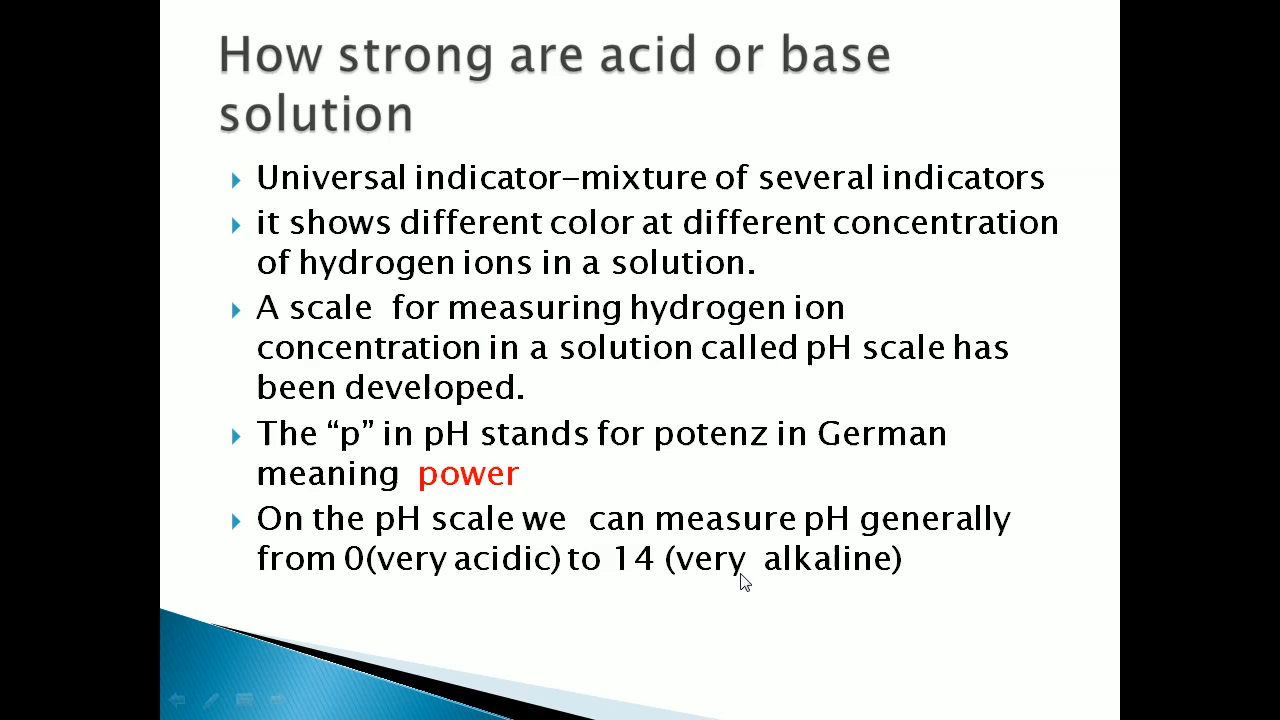 How strong are acid or base
solution
Universal indicator–mixture of several indicators
it shows different color at different concentration
of hydrogen ions in a solution.
A scale for measuring hydrogen ion
concentration in a solution called pH scale has
been developed.
The “p” in pH stands for potenz in German
meaning power
On the pH scale we can measure pH generally
from 0(very acidic) to 14 (very alkaline)